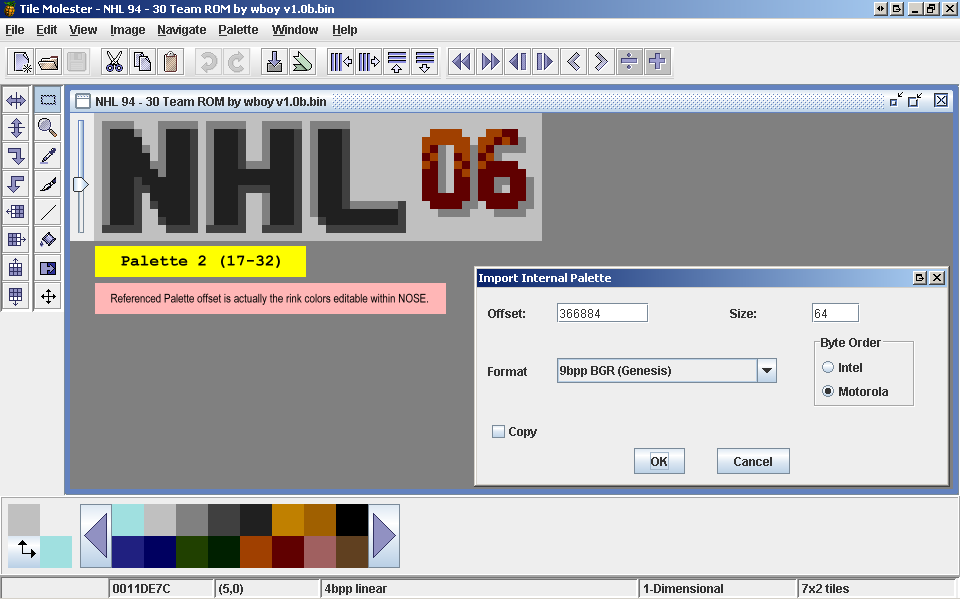 Tile Molester - NHL 94 - 30 Team ROM by wboy v1.0b.bin
File Edit View Image Navigate Palette Window Help
NHL 94 - 30 Team ROM by wboy v1.0b.bin
NHL 06
Palette 2 (17-32)
Referenced Palette offset is actually the rink colors editable within NOSE.
Import Internal Palette
Offset: 366884 Size: 64
Byte Order
Format 9bpp BGR (Genesis)
Intel
Motorola
Copy
OK Cancel
0011DE7C (5,0) 4bpp linear 1-Dimensional 7x2 tiles